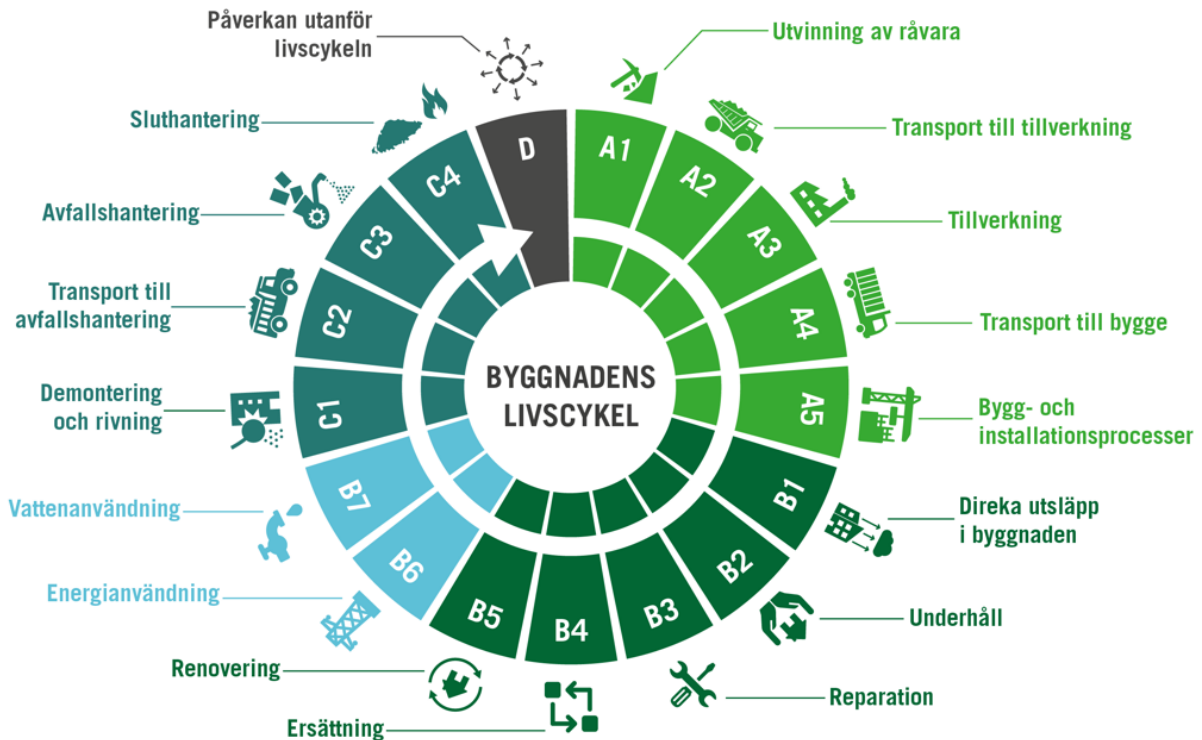 Påverkan utanför
livscykeln
Utvinning av råvara
Transport till tillverkning
Tillverkning
Transport till bygge
Bygg- och
installationsprocesser
Direka utsläpp
i byggnaden
Underhåll
Reparation
Ersättning
Renovering
Energianvändning
Vattenanvändning
Demontering
och rivning
Transport till
avfallshantering
Avfallshantering
Sluthantering
D
A1
A2
A3
A4
A5
B1
B2
B3
B4
B5
B6
B7
C1
C2
C3
C4
BYGGNADENS
LIVSCYKEL